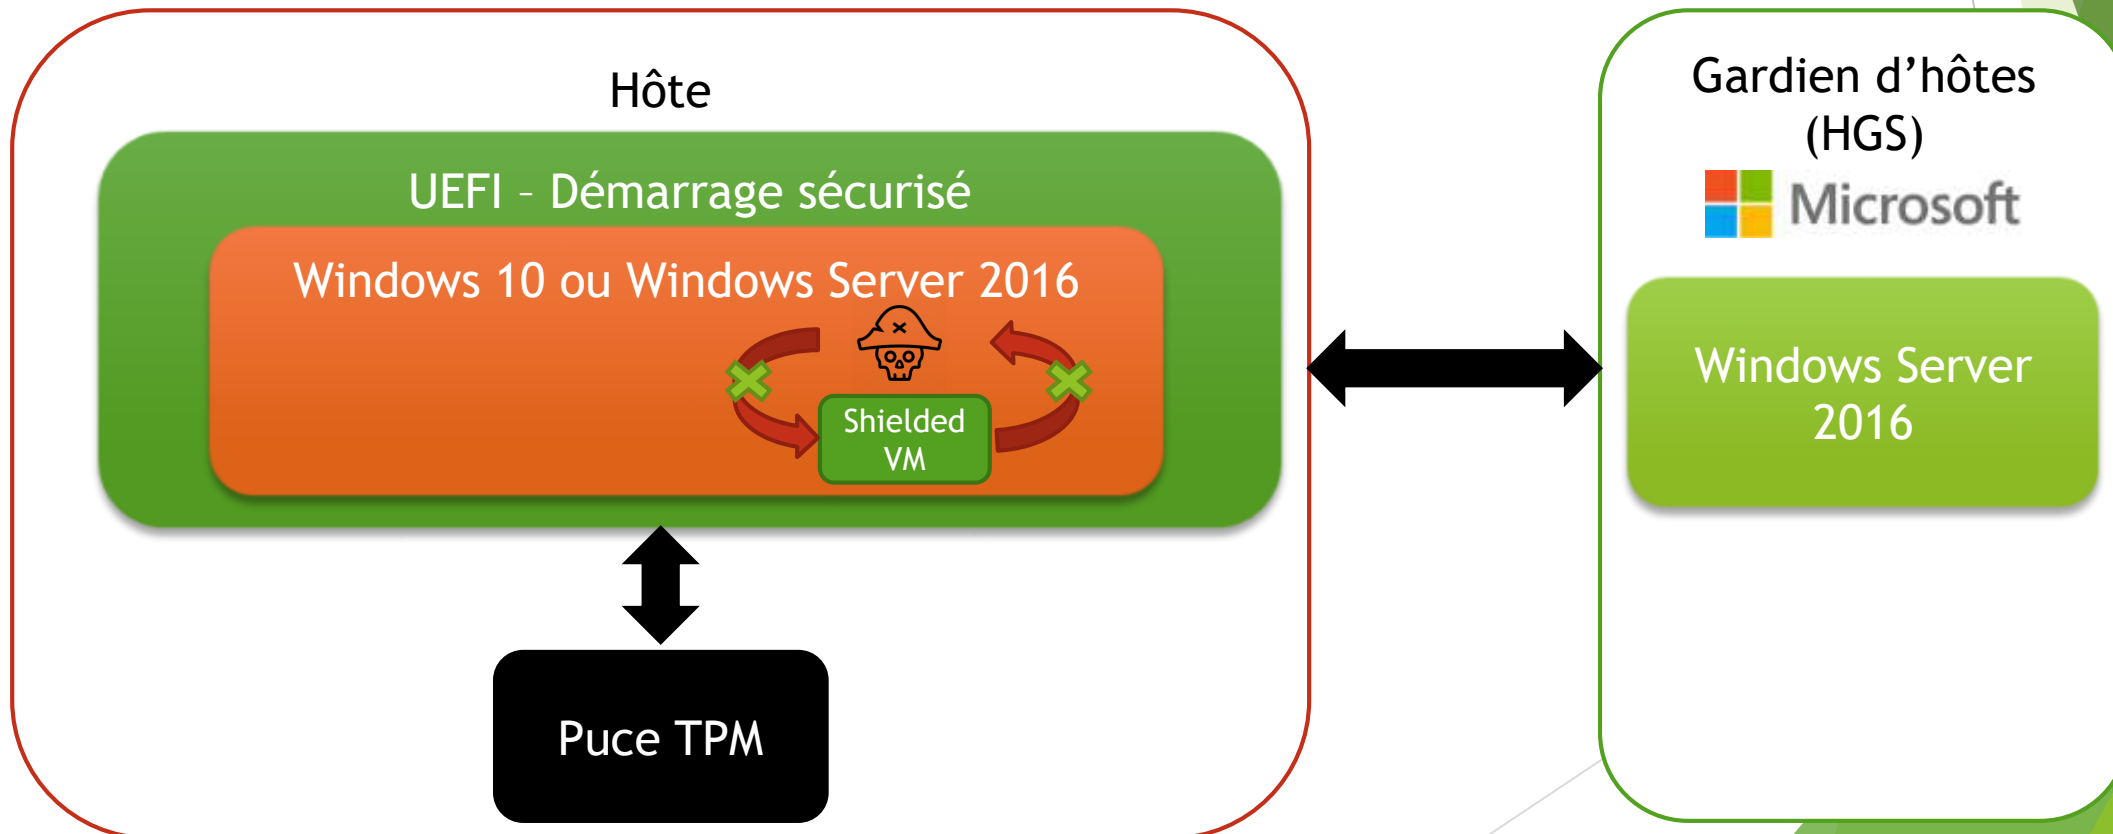 Hôte
UEFI – Démarrage sécurisé
Windows 10 ou Windows Server 2016
Shielded
VM
Puce TPM
Gardien d’hôtes
(HGS)
Microsoft
Windows Server
2016